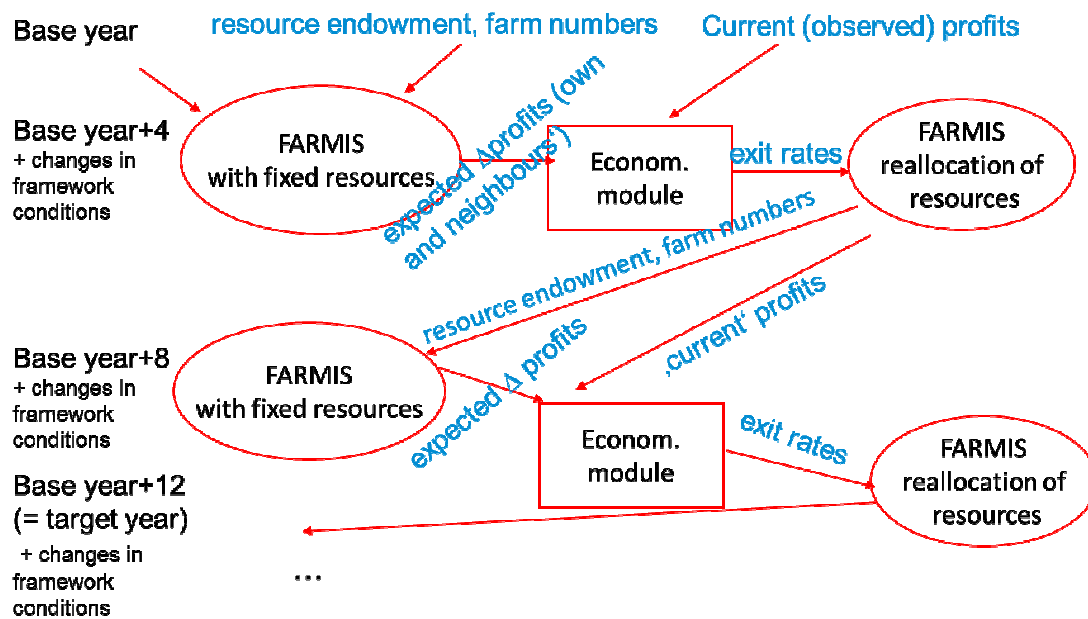 Base year
resource endowment, farm numbers
Current (observed) profits
Base year+4
+ changes in
framework
conditions
FARMIS
with fixed resources
expected Δprofits (own
and neighbours‘)
Econom.
module
exit rates
FARMIS
reallocation of
resources
resource endowment, farm numbers
‚current‘ profits
Base year+8
+ changes in
framework
conditions
FARMIS
with fixed resources
expected Δ profits
Econom.
module
exit rates
FARMIS
reallocation of
resources
Base year+12
(= target year)
+ changes in
framework
conditions
...